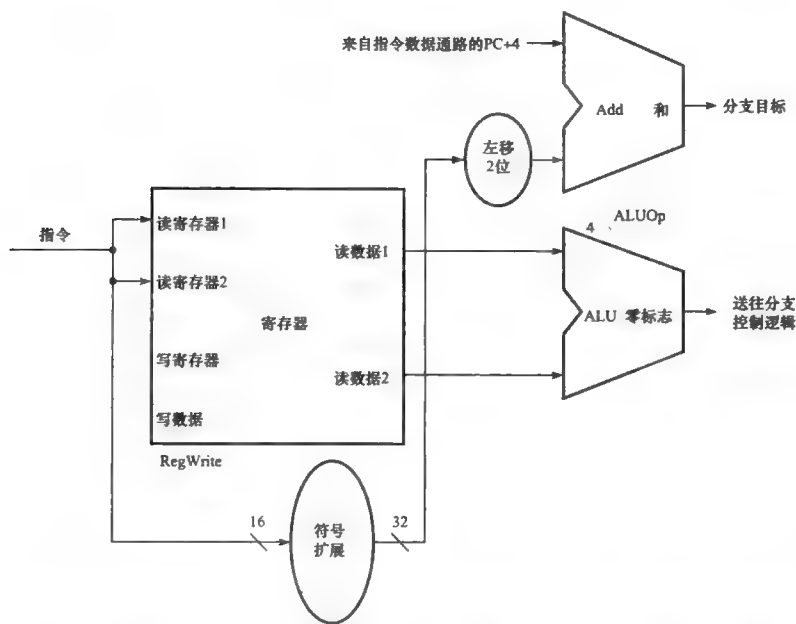 来自指令数据通路的PC+4
Add 和
分支目标
左移
2位
ALUOp
4
指令
读寄存器1
读数据1
读寄存器2
寄存器
ALU 零标志
送往分支
控制逻辑
写寄存器
读数据2
写数据
RegWrite
16
符号
扩展
32